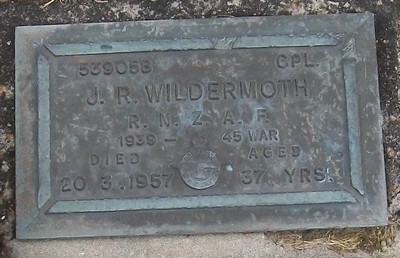 539058 CPL.
J. R. WILDERMOTH
R. N. Z. A. F.
1939 - 45 WAR
DIED AGED
20.3.1957 37 YRS.